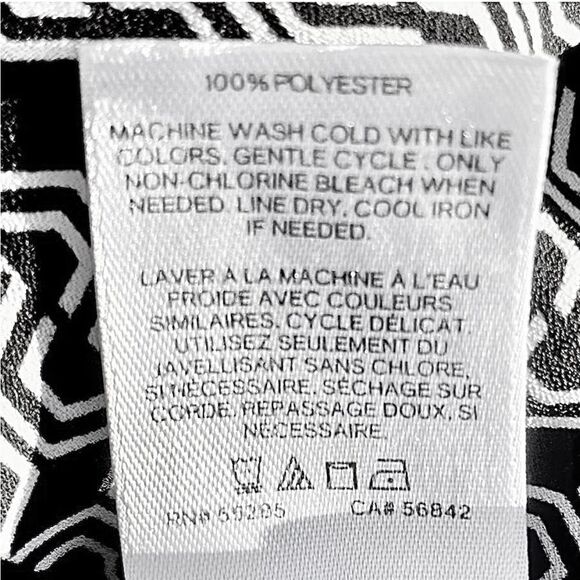 100% POLYESTER
MACHINE WASH COLD WITH LIKE
COLORS. GENTLE CYCLE. ONLY
NON-CHLORINE BLEACH WHEN
NEEDED. LINE DRY. COOL IRON
IF NEEDED.
LAVER À LA MACHINE À L'EAU
FROIDE AVEC COULEURS
SIMILAIRES. CYCLE DÉLICAT.
UTILISEZ SEULEMENT DU
JAVELLISANT SANS CHLORE,
SI NÉCESSAIRE. SÉCHAGE SUR
CORDE. REPASSAGE DOUX, SI
NÉCESSAIRE.
RN# CA# 56842